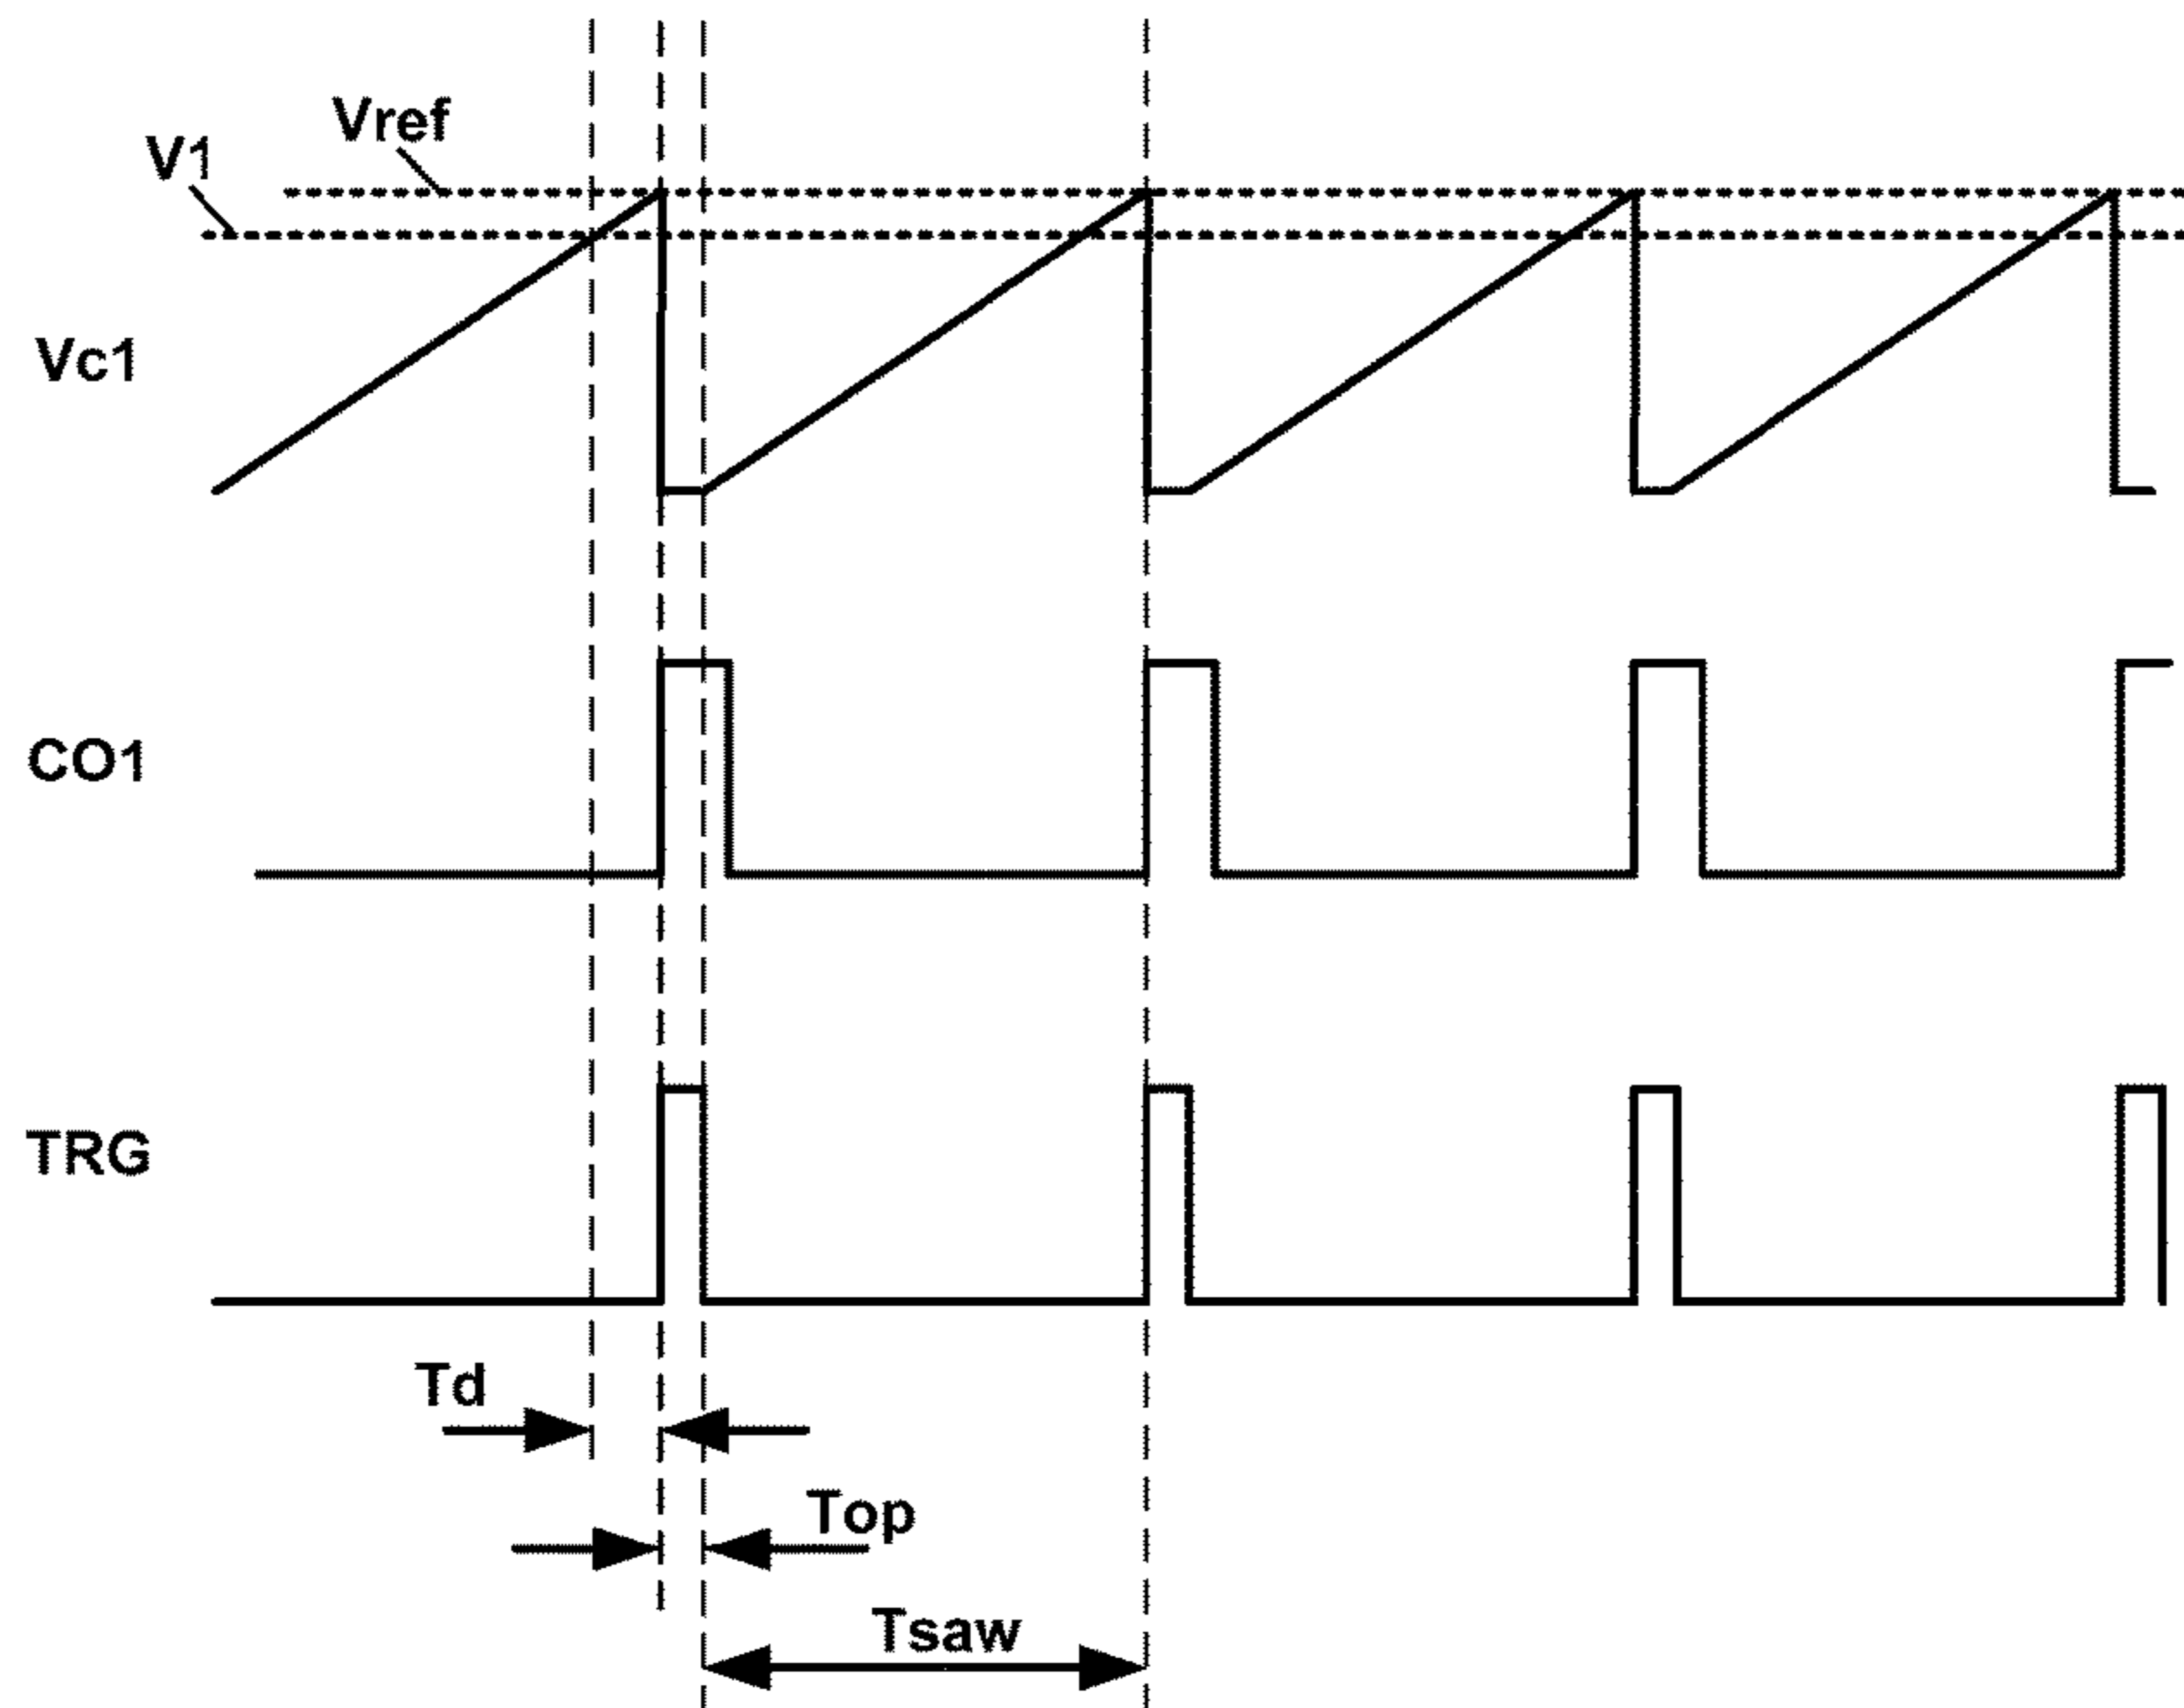 Vref
V1
Vc1
CO1
TRG
Td
Top
Tsaw